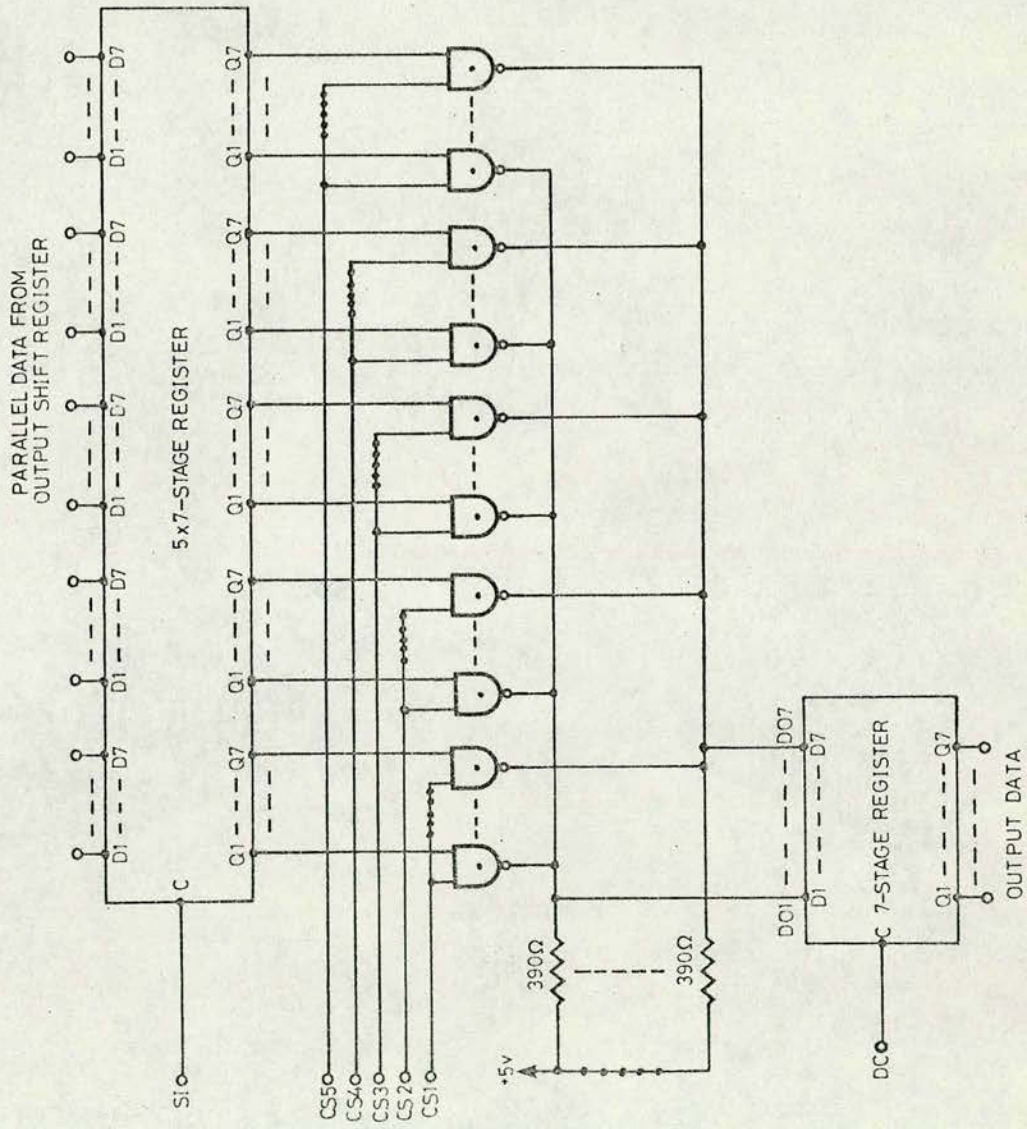 PARALLEL DATA FROM
OUTPUT SHIFT REGISTER
D1 D7 D1 D7 D1 D7 D1 D7 D1 D7
S1 C 5x7-STAGE REGISTER
Q1 Q7 Q1 Q7 Q1 Q7 Q1 Q7 Q1 Q7
CS5
CS4
CS3
CS2
CS1
+5v
390Ω
390Ω
DO1 DO7
D1 D7
DC C 7-STAGE REGISTER
Q1 Q7
OUTPUT DATA